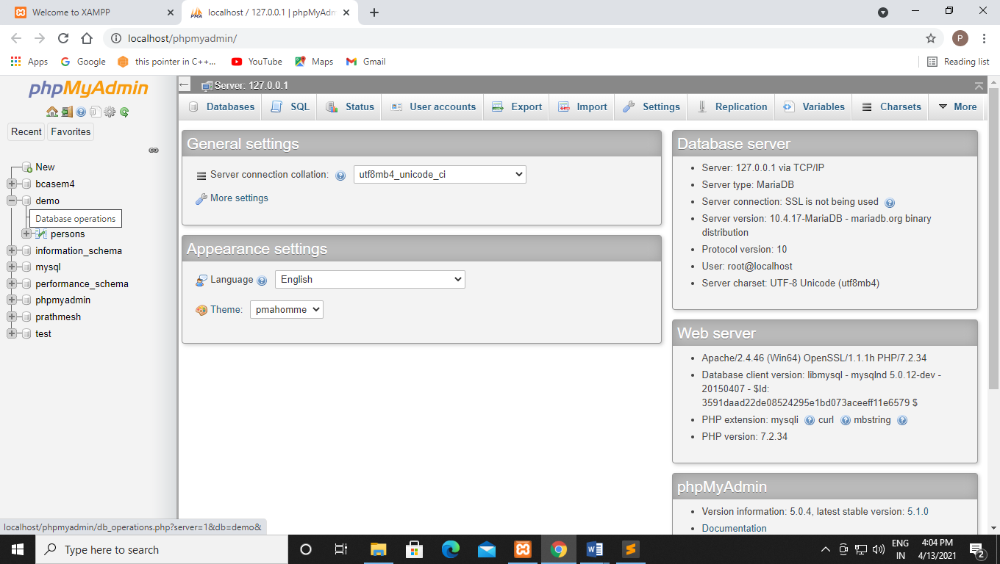 Welcome to XAMPP
localhost / 127.0.0.1 | phpMyAdm
localhost/phpmyadmin/
P
Apps
Google
this pointer in C++...
YouTube
Maps
Gmail
Reading list
phpMyAdmin
Recent
Favorites
New
bcasem4
demo
Database operations
persons
information_schema
mysql
performance_schema
phpmyadmin
prathmesh
test
Server: 127.0.0.1
Databases
SQL
Status
User accounts
Export
Import
Settings
Replication
Variables
Charsets
More
General settings
Server connection collation:
utf8mb4_unicode_ci
More settings
Appearance settings
Language
English
Theme:
pmahomme
Database server
Server: 127.0.0.1 via TCP/IP
Server type: MariaDB
Server connection: SSL is not being used
Server version: 10.4.17-MariaDB - mariadb.org binary
distribution
Protocol version: 10
User: root@localhost
Server charset: UTF-8 Unicode (utf8mb4)
Web server
Apache/2.4.46 (Win64) OpenSSL/1.1.1h PHP/7.2.34
Database client version: libmysql - mysqlnd 5.0.12-dev -
20150407 - $Id:
3591daad22de08524295e1bd073aceeff11e6579 $
PHP extension: mysqli curl mbstring
PHP version: 7.2.34
phpMyAdmin
Version information: 5.0.4, latest stable version: 5.1.0
Documentation
localhost/phpmyadmin/db_operations.php?server=1&db=demo&
Type here to search
ENG
IN
4:04 PM
4/13/2021
2